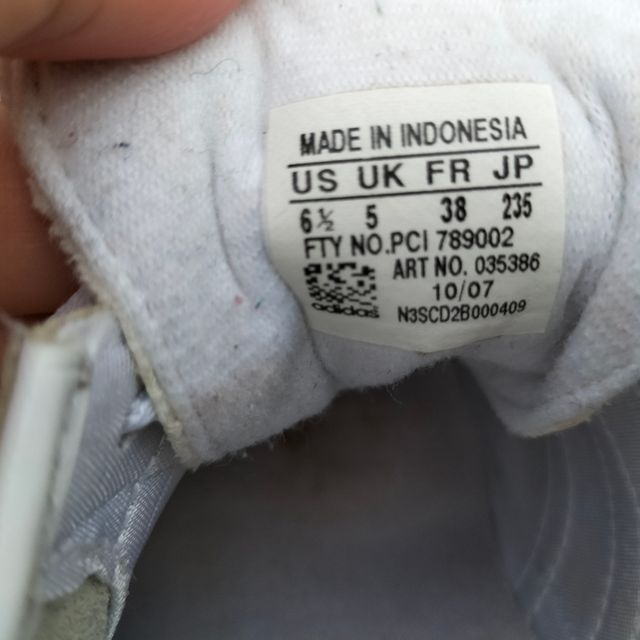 MADE IN INDONESIA
US UK FR JP
6½ 5 38 235
FTY NO.PCI 789002
ART NO. 035386
10/07
adidas N3SCD2B000409